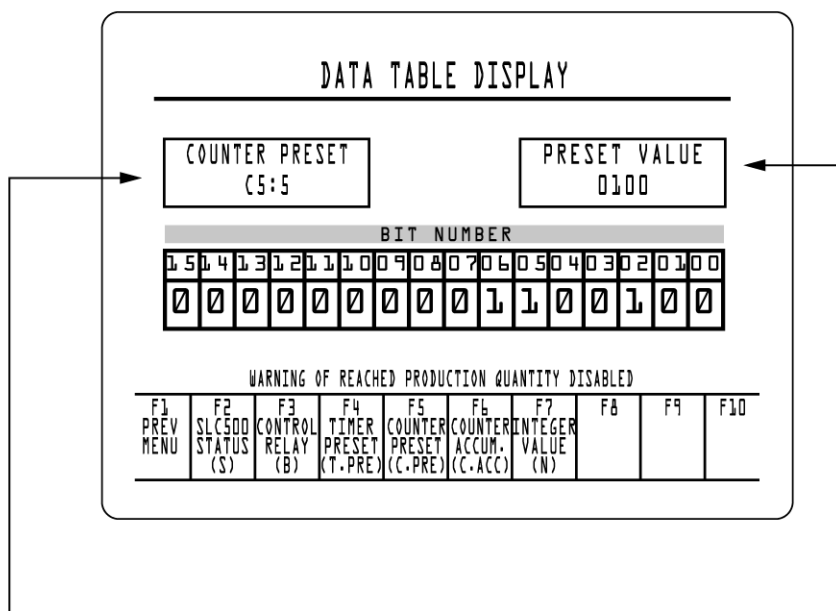 DATA TABLE DISPLAY
COUNTER PRESET
C5:5
PRESET VALUE
0100
BIT NUMBER
15 14 13 12 11 10 09 08 07 06 05 04 03 02 01 00
0 0 0 0 0 0 0 0 0 1 1 0 0 1 0 0
WARNING OF REACHED PRODUCTION QUANTITY DISABLED
F1 F2 F3 F4 F5 F6 F7 F8 F9 F10
PREV SLC500 CONTROL TIMER COUNTER COUNTER INTEGER
MENU STATUS RELAY PRESET PRESET ACCUM. VALUE
(S) (B) (T.PRE) (C.PRE) (C.ACC) (N)